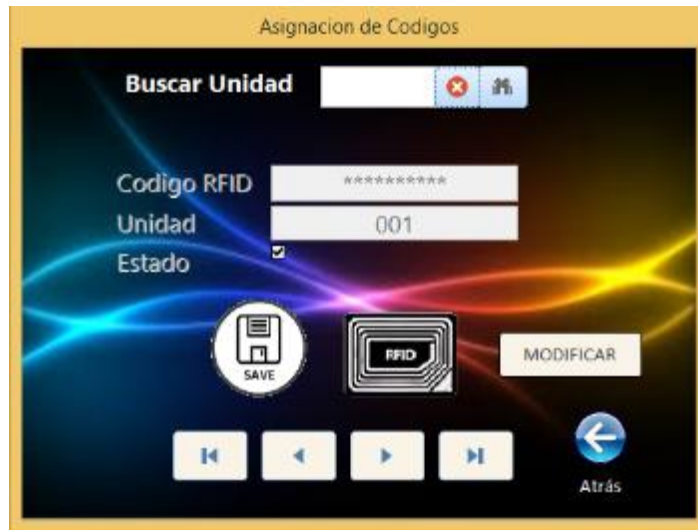 Asignacion de Codigos
Buscar Unidad
Codigo RFID
**********
Unidad
001
Estado
SAVE
RFID
MODIFICAR
Atrás